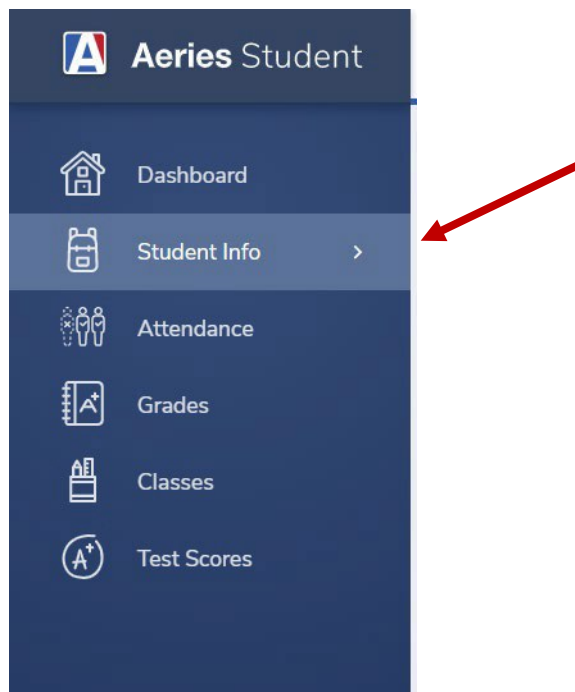 Aeries Student
Dashboard
Student Info
Attendance
Grades
Classes
Test Scores